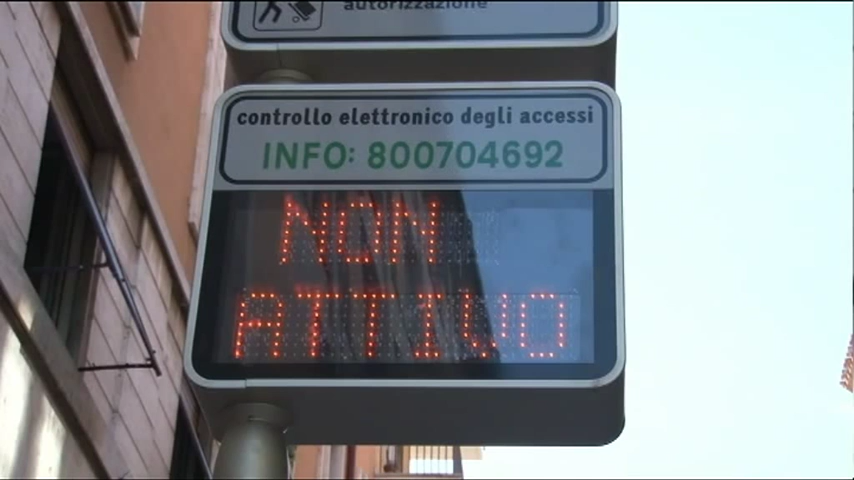 autorizzazione
controllo elettronico degli accessi
INFO: 800704692
NON
ATTIVO